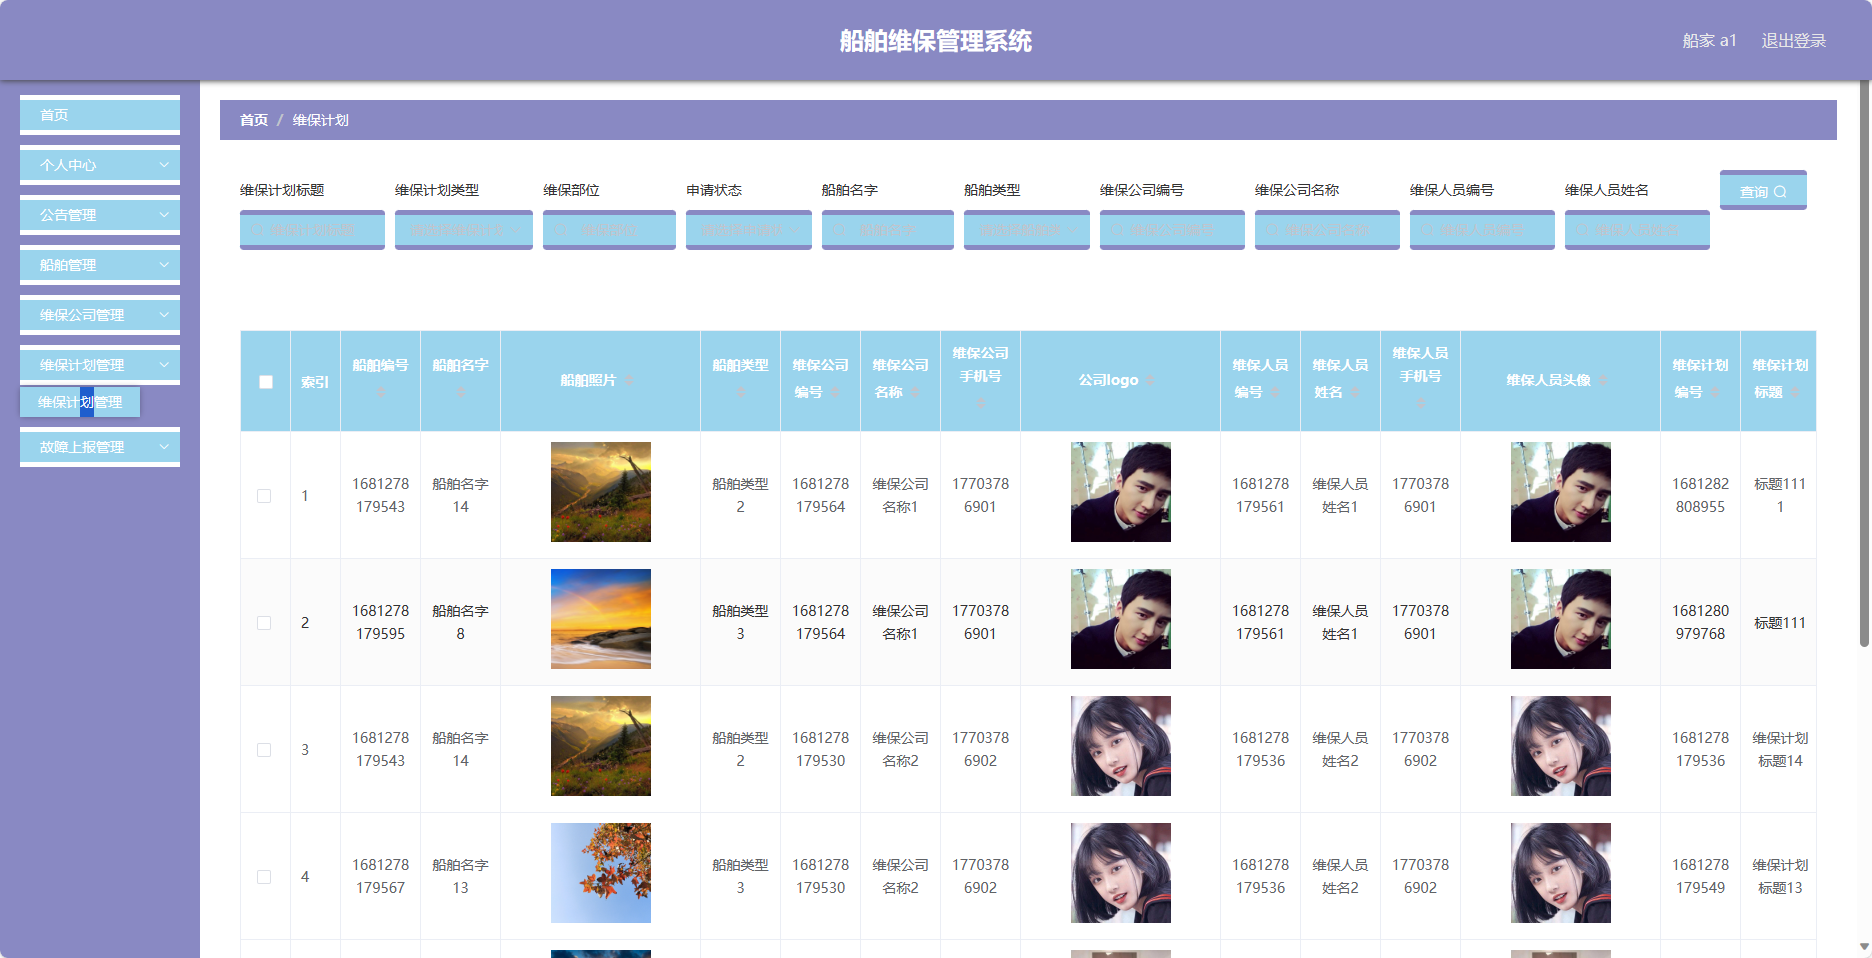 船舶维保管理系统
船家 a1
退出登录
首页
个人中心
公告管理
船舶管理
维保公司管理
维保计划管理
维保计划管理
故障上报管理
首页 / 维保计划
维保计划标题 维保计划类型 维保部位 申请状态 船舶名字 船舶类型 维保公司编号 维保公司名称 维保人员编号 维保人员姓名
查询
索引 船舶编号 船舶名字 船舶照片 船舶类型 维保公司编号 维保公司名称 维保公司手机号 公司logo 维保人员编号 维保人员姓名 维保人员手机号 维保人员头像 维保计划编号 维保计划标题
1 1681278179543 船舶名字14 船舶类型2 1681278179564 维保公司名称1 17703786901 1681278179561 维保人员姓名1 17703786901 1681282808955 标题1111
2 1681278179595 船舶名字8 船舶类型3 1681278179564 维保公司名称1 17703786901 1681278179561 维保人员姓名1 17703786901 1681280979768 标题111
3 1681278179543 船舶名字14 船舶类型2 1681278179530 维保公司名称2 17703786902 1681278179536 维保人员姓名2 17703786902 1681278179536 维保计划标题14
4 1681278179567 船舶名字13 船舶类型3 1681278179530 维保公司名称2 17703786902 1681278179536 维保人员姓名2 17703786902 1681278179549 维保计划标题13